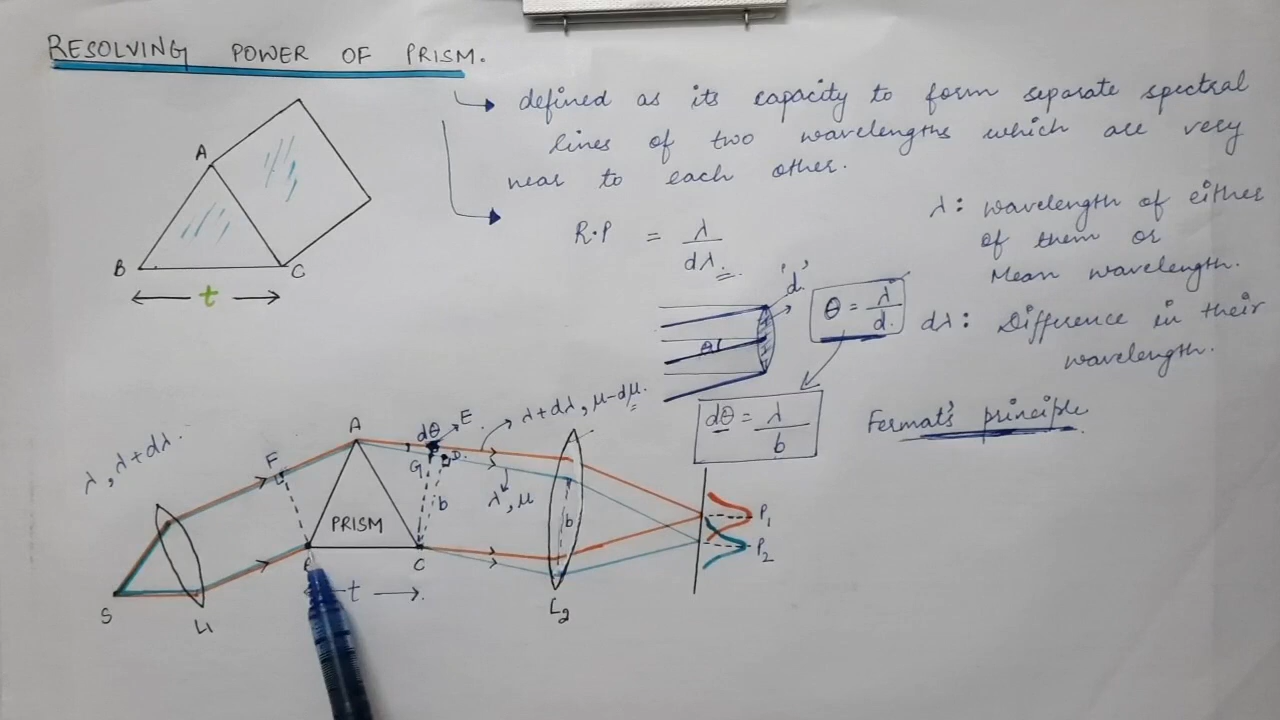 RESOLVING POWER OF PRISM.
defined as its capacity to form separate spectral
lines of two wavelengths which are very
near to each other.
R.P = λ/dλ.
λ: wavelength of either
of them or
Mean wavelength.
dλ: Difference in their
wavelength.
A
B
C
t
'd'
θ
θ = λ/d.
dθ = λ/b
Fermat's principle
λ, λ+dλ.
F
A
dθ
E.
λ+dλ, μ-dμ.
G
D.
b
λ, μ
PRISM
C
t
S
L1
b
L2
P1
P2